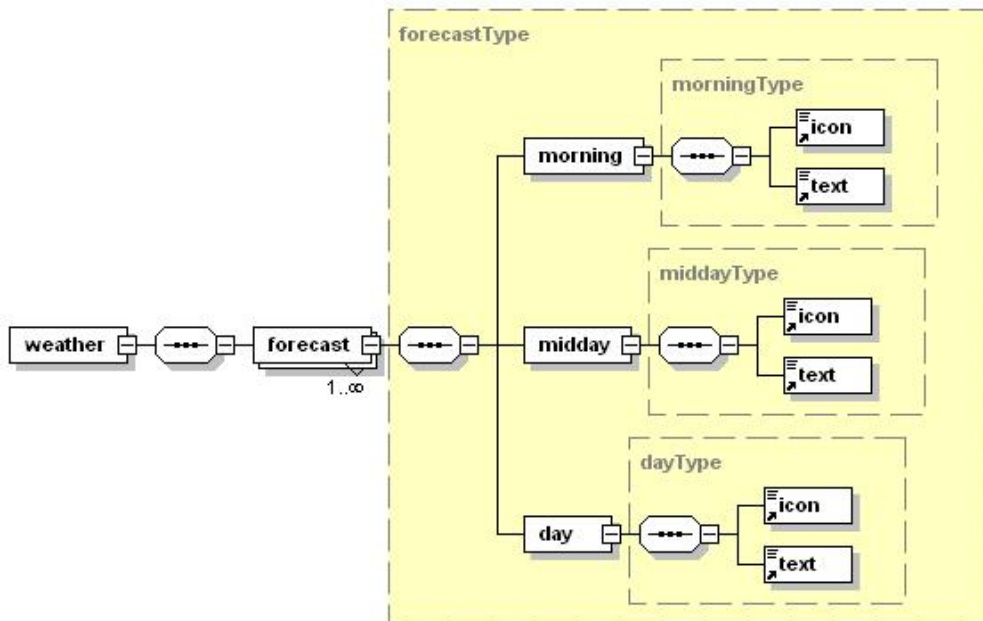 forecastType
morningType
morning
icon
text
middayType
weather
forecast
1..∞
midday
icon
text
dayType
day
icon
text